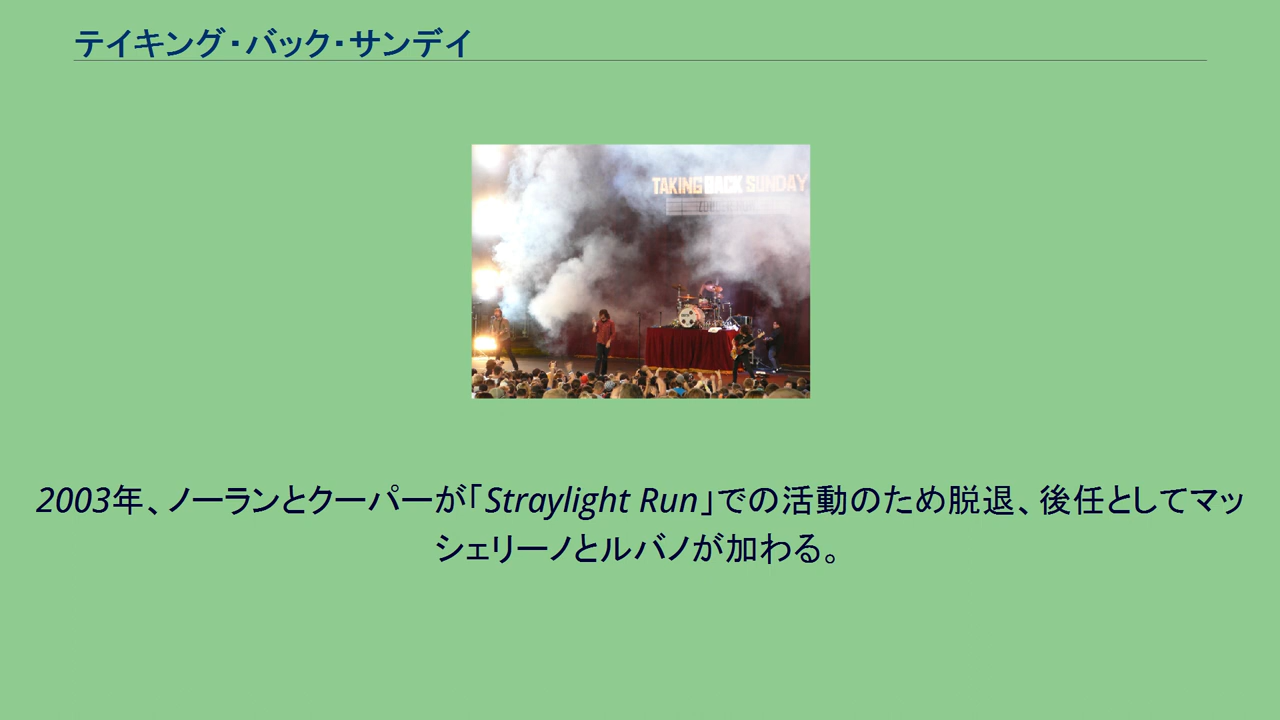 テイキング・バック・サンデイ
TAKING BACK SUNDAY
2003年、ノーランとクーパーが「Straylight Run」での活動のため脱退、後任としてマッ
シェリーノとルバノが加わる。